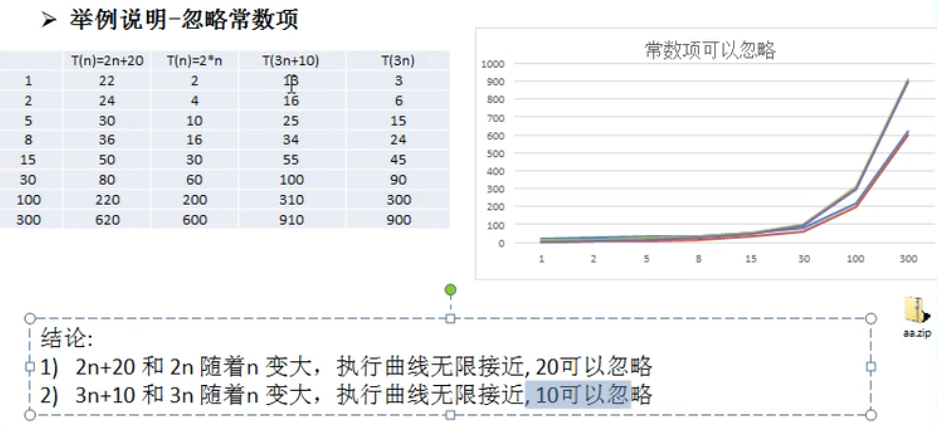 ➢ 举例说明-忽略常数项
T(n)=2n+20 T(n)=2*n T(3n+10) T(3n)
1 22 2 13 3
2 24 4 16 6
5 30 10 25 15
8 36 16 34 24
15 50 30 55 45
30 80 60 100 90
100 220 200 310 300
300 620 600 910 900
常数项可以忽略
1000
900
800
700
600
500
400
300
200
100
0
1 2 5 8 15 30 100 300
aa.zip
结论:
1) 2n+20 和 2n 随着n 变大，执行曲线无限接近, 20可以忽略
2) 3n+10 和 3n 随着n 变大，执行曲线无限接近, 10可以忽略